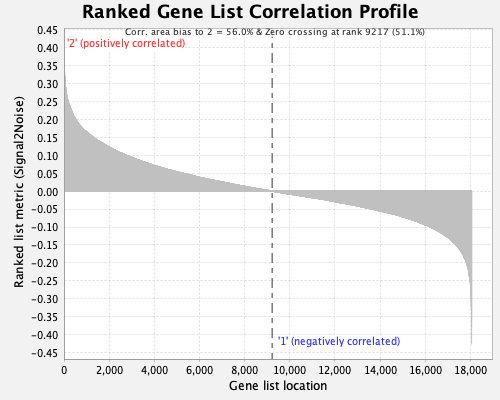 Ranked Gene List Correlation Profile
Corr. area bias to 2 = 56.0% & Zero crossing at rank 9217 (51.1%)
'2' (positively correlated)
0.45
0.40
0.35
0.30
0.25
0.20
0.15
0.10
0.05
0.00
-0.05
-0.10
-0.15
-0.20
-0.25
-0.30
-0.35
-0.40
-0.45
Ranked list metric (Signal2Noise)
'1' (negatively correlated)
0 2,000 4,000 6,000 8,000 10,000 12,000 14,000 16,000 18,000
Gene list location